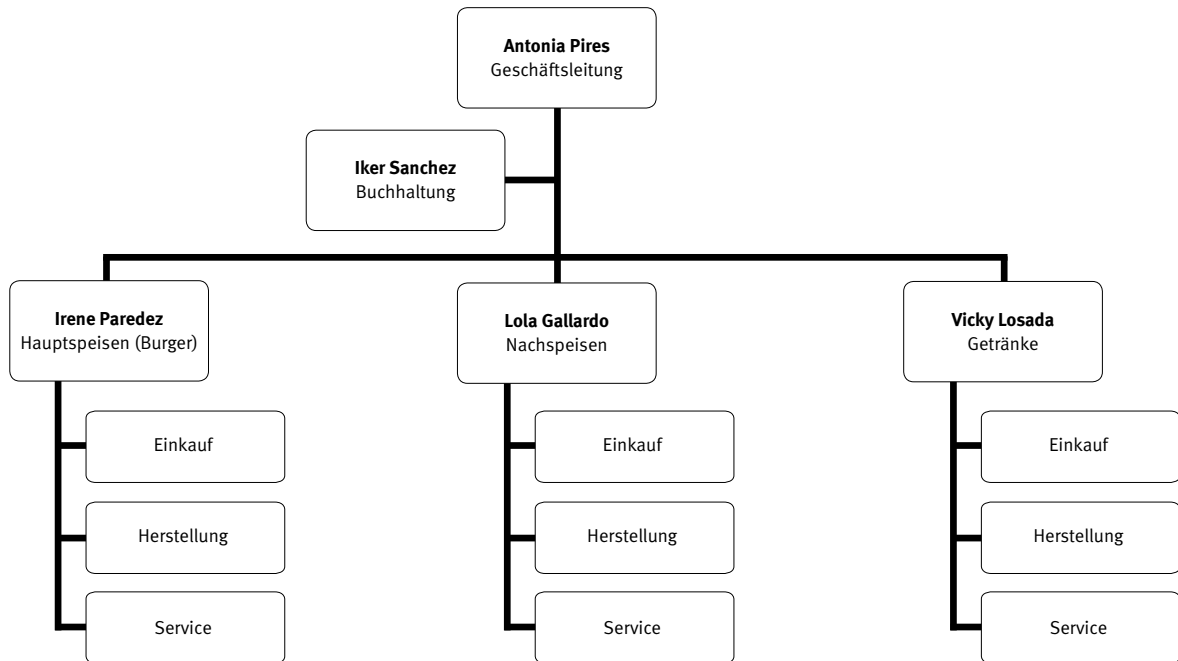 Antonia Pires
Geschäftsleitung
Iker Sanchez
Buchhaltung
Irene Paredez
Hauptspeisen (Burger)
Einkauf
Herstellung
Service
Lola Gallardo
Nachspeisen
Einkauf
Herstellung
Service
Vicky Losada
Getränke
Einkauf
Herstellung
Service